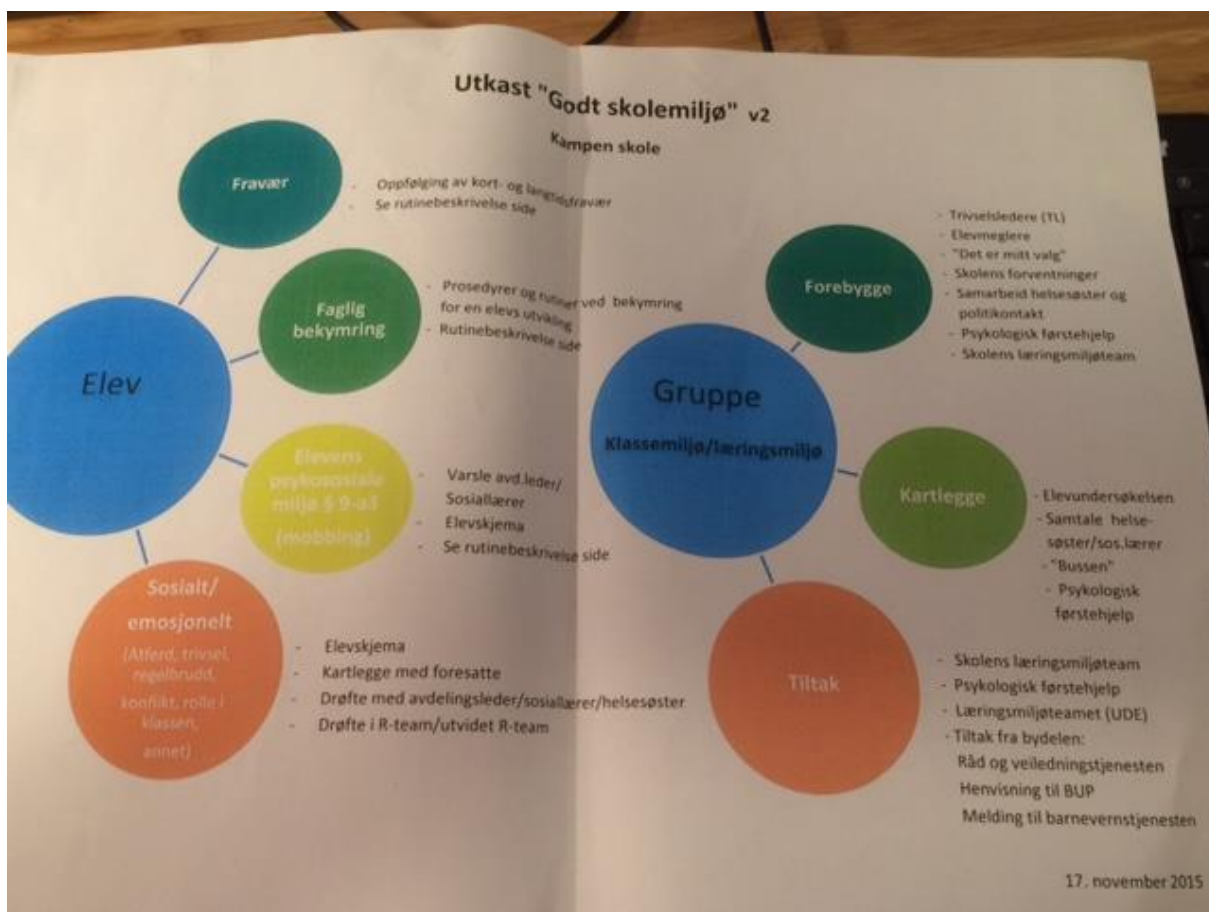 Utkast "Godt skolemiljø" v2
Kampen skole
Elev
Fravær
- Oppfølging av kort- og langtidsfravær
- Se rutinebeskrivelse side
Faglig
bekymring
- Prosedyrer og rutiner ved bekymring
for en elevs utvikling
- Rutinebeskrivelse side
Elevens
psykososiale
miljø § 9-a3
(mobbing)
- Varsle avd.leder/
Sosiallærer
- Elevskjema
- Se rutinebeskrivelse side
Sosialt/
emosjonelt
(Atferd, trivsel,
regelbrudd,
konflikt, rolle i
klassen,
annet)
- Elevskjema
- Kartlegge med foresatte
- Drøfte med avdelingsleder/sosiallærer/helsesøster
- Drøfte i R-team/utvidet R-team
Gruppe
Klassemiljø/læringsmiljø
Forebygge
- Trivselsledere (TL)
- Elevmeglere
- "Det er mitt valg"
- Skolens forventninger
- Samarbeid helsesøster og
politikontakt
- Psykologisk førstehjelp
- Skolens læringsmiljøteam
Kartlegge
- Elevundersøkelsen
- Samtale helse-
søster/sos.lærer
- "Bussen"
- Psykologisk
førstehjelp
Tiltak
- Skolens læringsmiljøteam
- Psykologisk førstehjelp
- Læringsmiljøteamet (UDE)
- Tiltak fra bydelen:
Råd og veiledningstjenesten
Henvisning til BUP
Melding til barnevernstjenesten
17. november 2015